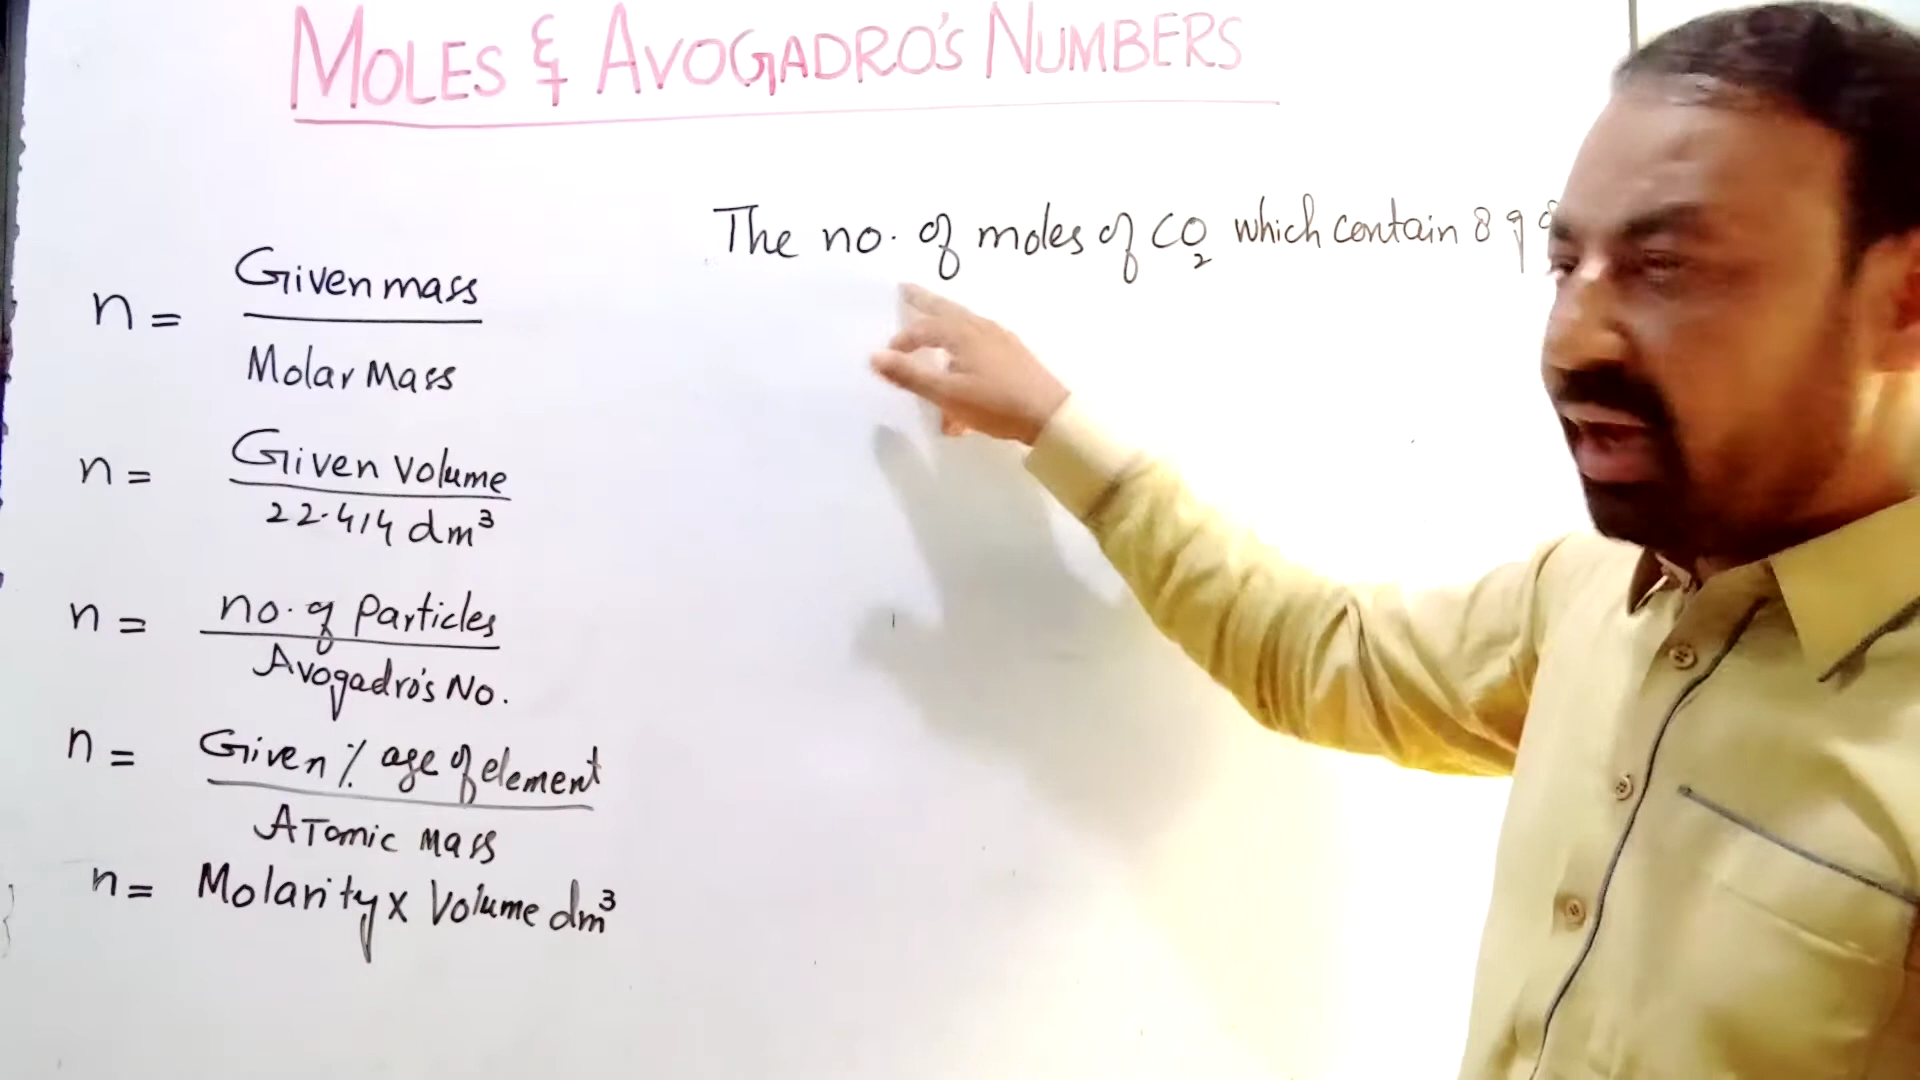 MOLES & AVOGADRO'S NUMBERS
The no. of moles of CO2 which contain 8 g
n = Given mass
Molar Mass
n = Given Volume
22.414 dm³
n = no. of Particles
Avogadro's No.
n = Given % age of element
Atomic Mass
n = Molarity x Volume dm³